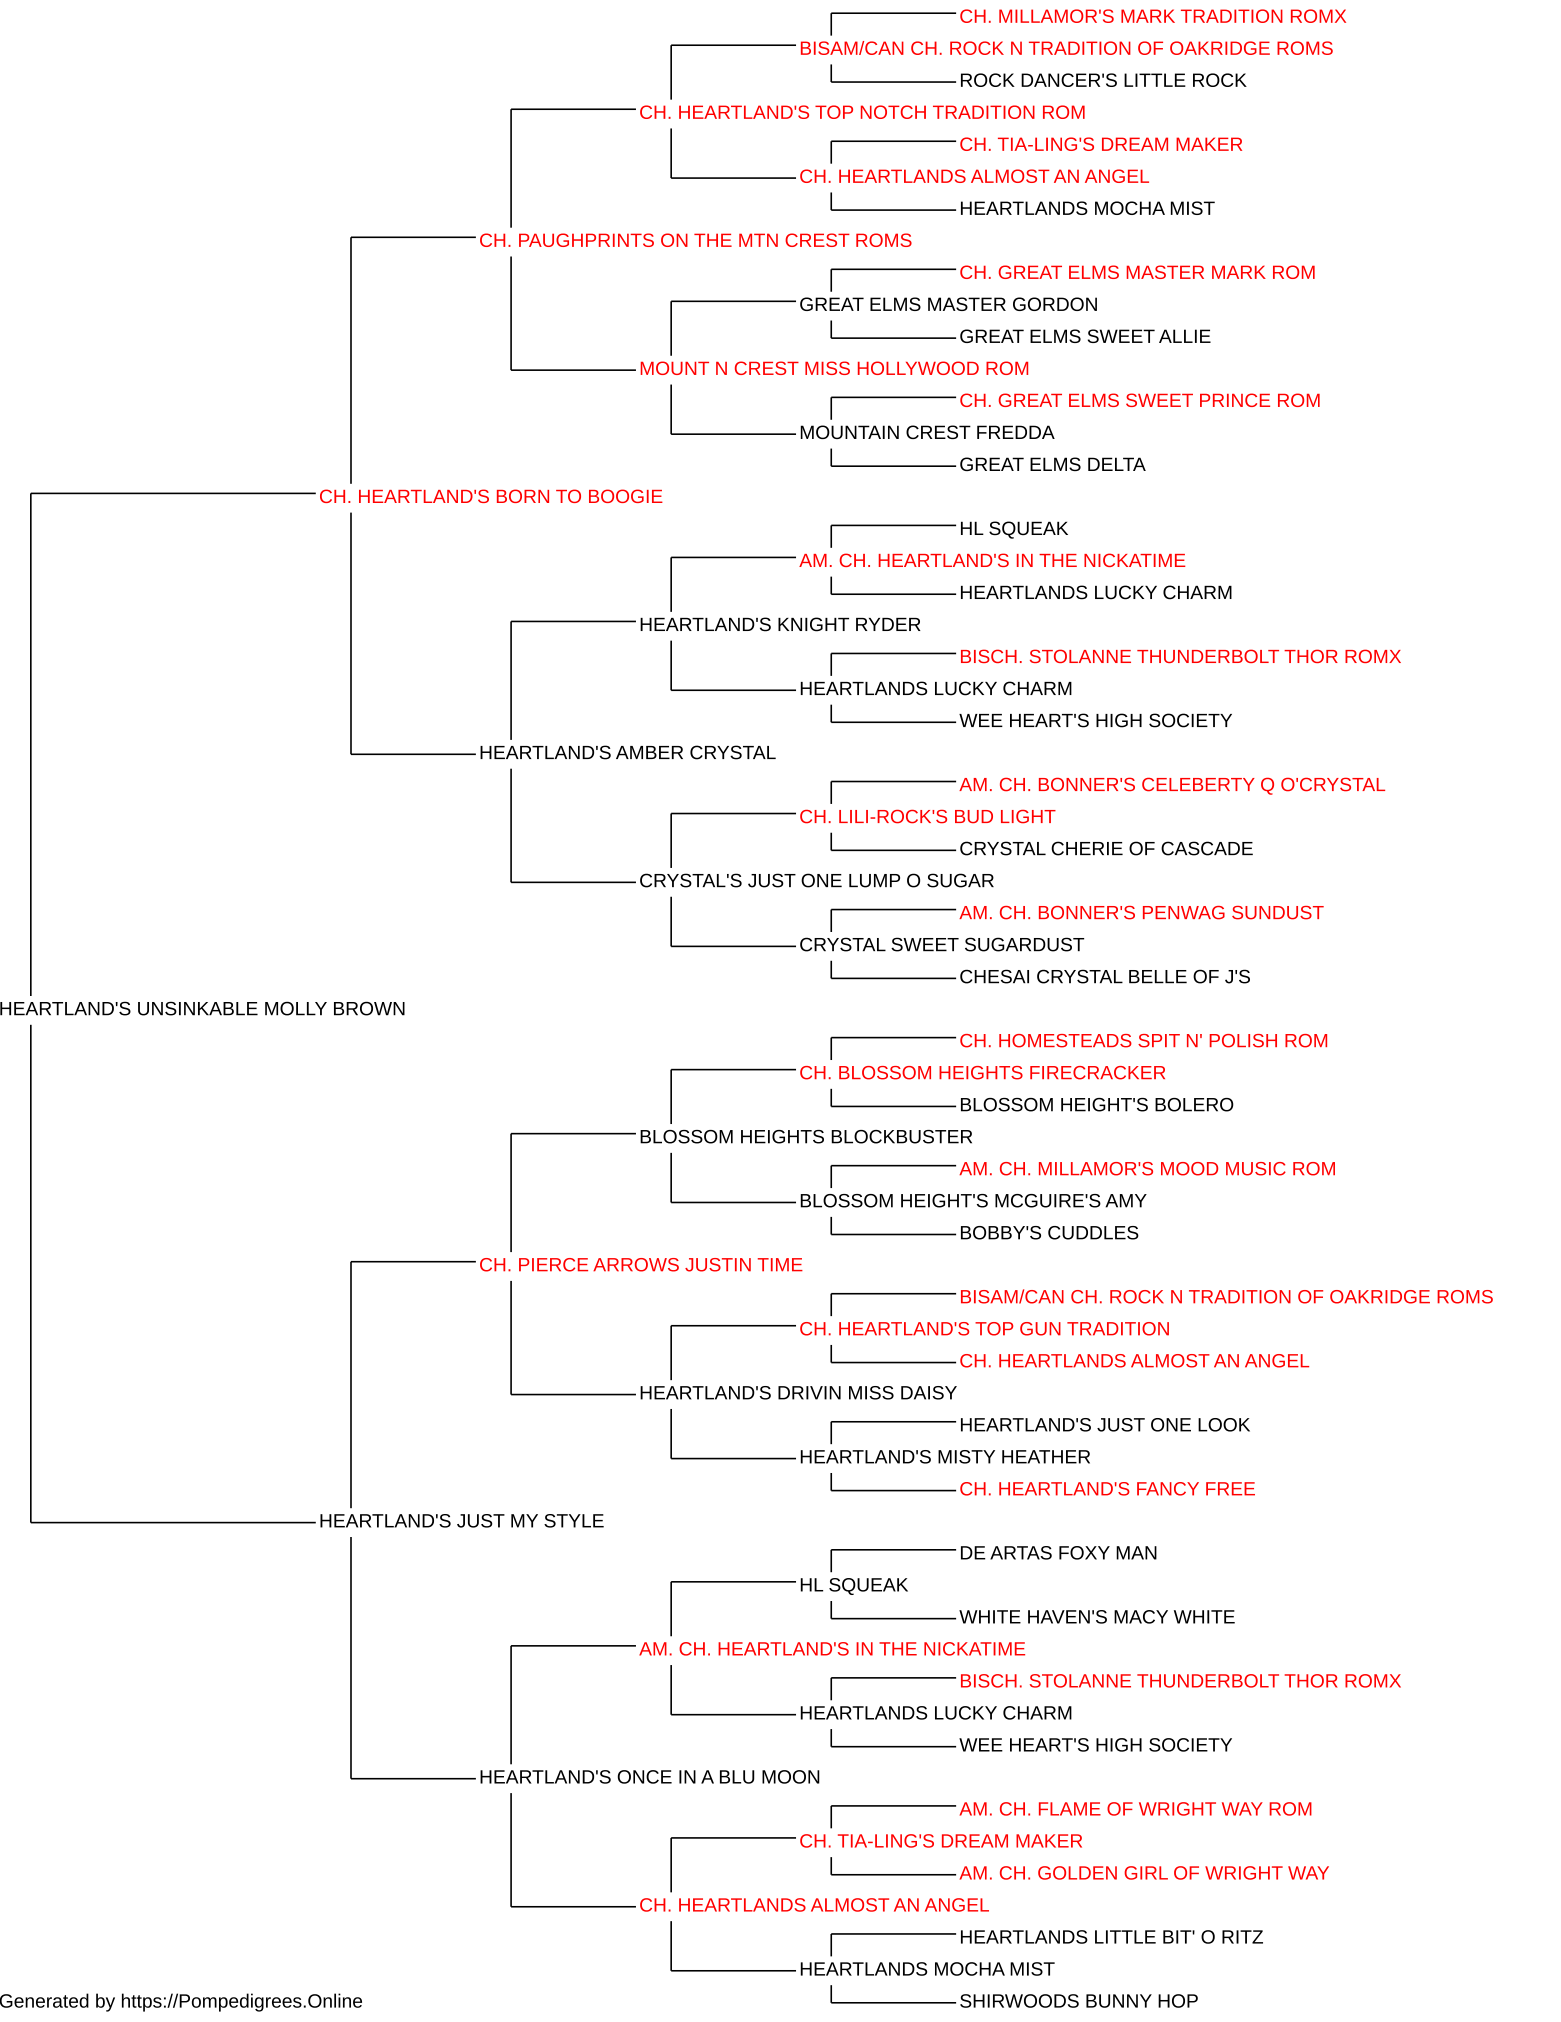 CH. MILLAMOR'S MARK TRADITION ROMX
BISAM/CAN CH. ROCK N TRADITION OF OAKRIDGE ROMS
ROCK DANCER'S LITTLE ROCK
CH. HEARTLAND'S TOP NOTCH TRADITION ROM
CH. TIA-LING'S DREAM MAKER
CH. HEARTLANDS ALMOST AN ANGEL
HEARTLANDS MOCHA MIST
CH. PAUGHPRINTS ON THE MTN CREST ROMS
CH. GREAT ELMS MASTER MARK ROM
GREAT ELMS MASTER GORDON
GREAT ELMS SWEET ALLIE
MOUNT N CREST MISS HOLLYWOOD ROM
CH. GREAT ELMS SWEET PRINCE ROM
MOUNTAIN CREST FREDDA
GREAT ELMS DELTA
CH. HEARTLAND'S BORN TO BOOGIE
HL SQUEAK
AM. CH. HEARTLAND'S IN THE NICKATIME
HEARTLANDS LUCKY CHARM
HEARTLAND'S KNIGHT RYDER
BISCH. STOLANNE THUNDERBOLT THOR ROMX
HEARTLANDS LUCKY CHARM
WEE HEART'S HIGH SOCIETY
HEARTLAND'S AMBER CRYSTAL
AM. CH. BONNER'S CELEBERTY Q O'CRYSTAL
CH. LILI-ROCK'S BUD LIGHT
CRYSTAL CHERIE OF CASCADE
CRYSTAL'S JUST ONE LUMP O SUGAR
AM. CH. BONNER'S PENWAG SUNDUST
CRYSTAL SWEET SUGARDUST
CHESAI CRYSTAL BELLE OF J'S
HEARTLAND'S UNSINKABLE MOLLY BROWN
CH. HOMESTEADS SPIT N' POLISH ROM
CH. BLOSSOM HEIGHTS FIRECRACKER
BLOSSOM HEIGHT'S BOLERO
BLOSSOM HEIGHTS BLOCKBUSTER
AM. CH. MILLAMOR'S MOOD MUSIC ROM
BLOSSOM HEIGHT'S MCGUIRE'S AMY
BOBBY'S CUDDLES
CH. PIERCE ARROWS JUSTIN TIME
BISAM/CAN CH. ROCK N TRADITION OF OAKRIDGE ROMS
CH. HEARTLAND'S TOP GUN TRADITION
CH. HEARTLANDS ALMOST AN ANGEL
HEARTLAND'S DRIVIN MISS DAISY
HEARTLAND'S JUST ONE LOOK
HEARTLAND'S MISTY HEATHER
CH. HEARTLAND'S FANCY FREE
HEARTLAND'S JUST MY STYLE
DE ARTAS FOXY MAN
HL SQUEAK
WHITE HAVEN'S MACY WHITE
AM. CH. HEARTLAND'S IN THE NICKATIME
BISCH. STOLANNE THUNDERBOLT THOR ROMX
HEARTLANDS LUCKY CHARM
WEE HEART'S HIGH SOCIETY
HEARTLAND'S ONCE IN A BLU MOON
AM. CH. FLAME OF WRIGHT WAY ROM
CH. TIA-LING'S DREAM MAKER
AM. CH. GOLDEN GIRL OF WRIGHT WAY
CH. HEARTLANDS ALMOST AN ANGEL
HEARTLANDS LITTLE BIT' O RITZ
HEARTLANDS MOCHA MIST
SHIRWOODS BUNNY HOP
Generated by https://Pompedigrees.Online